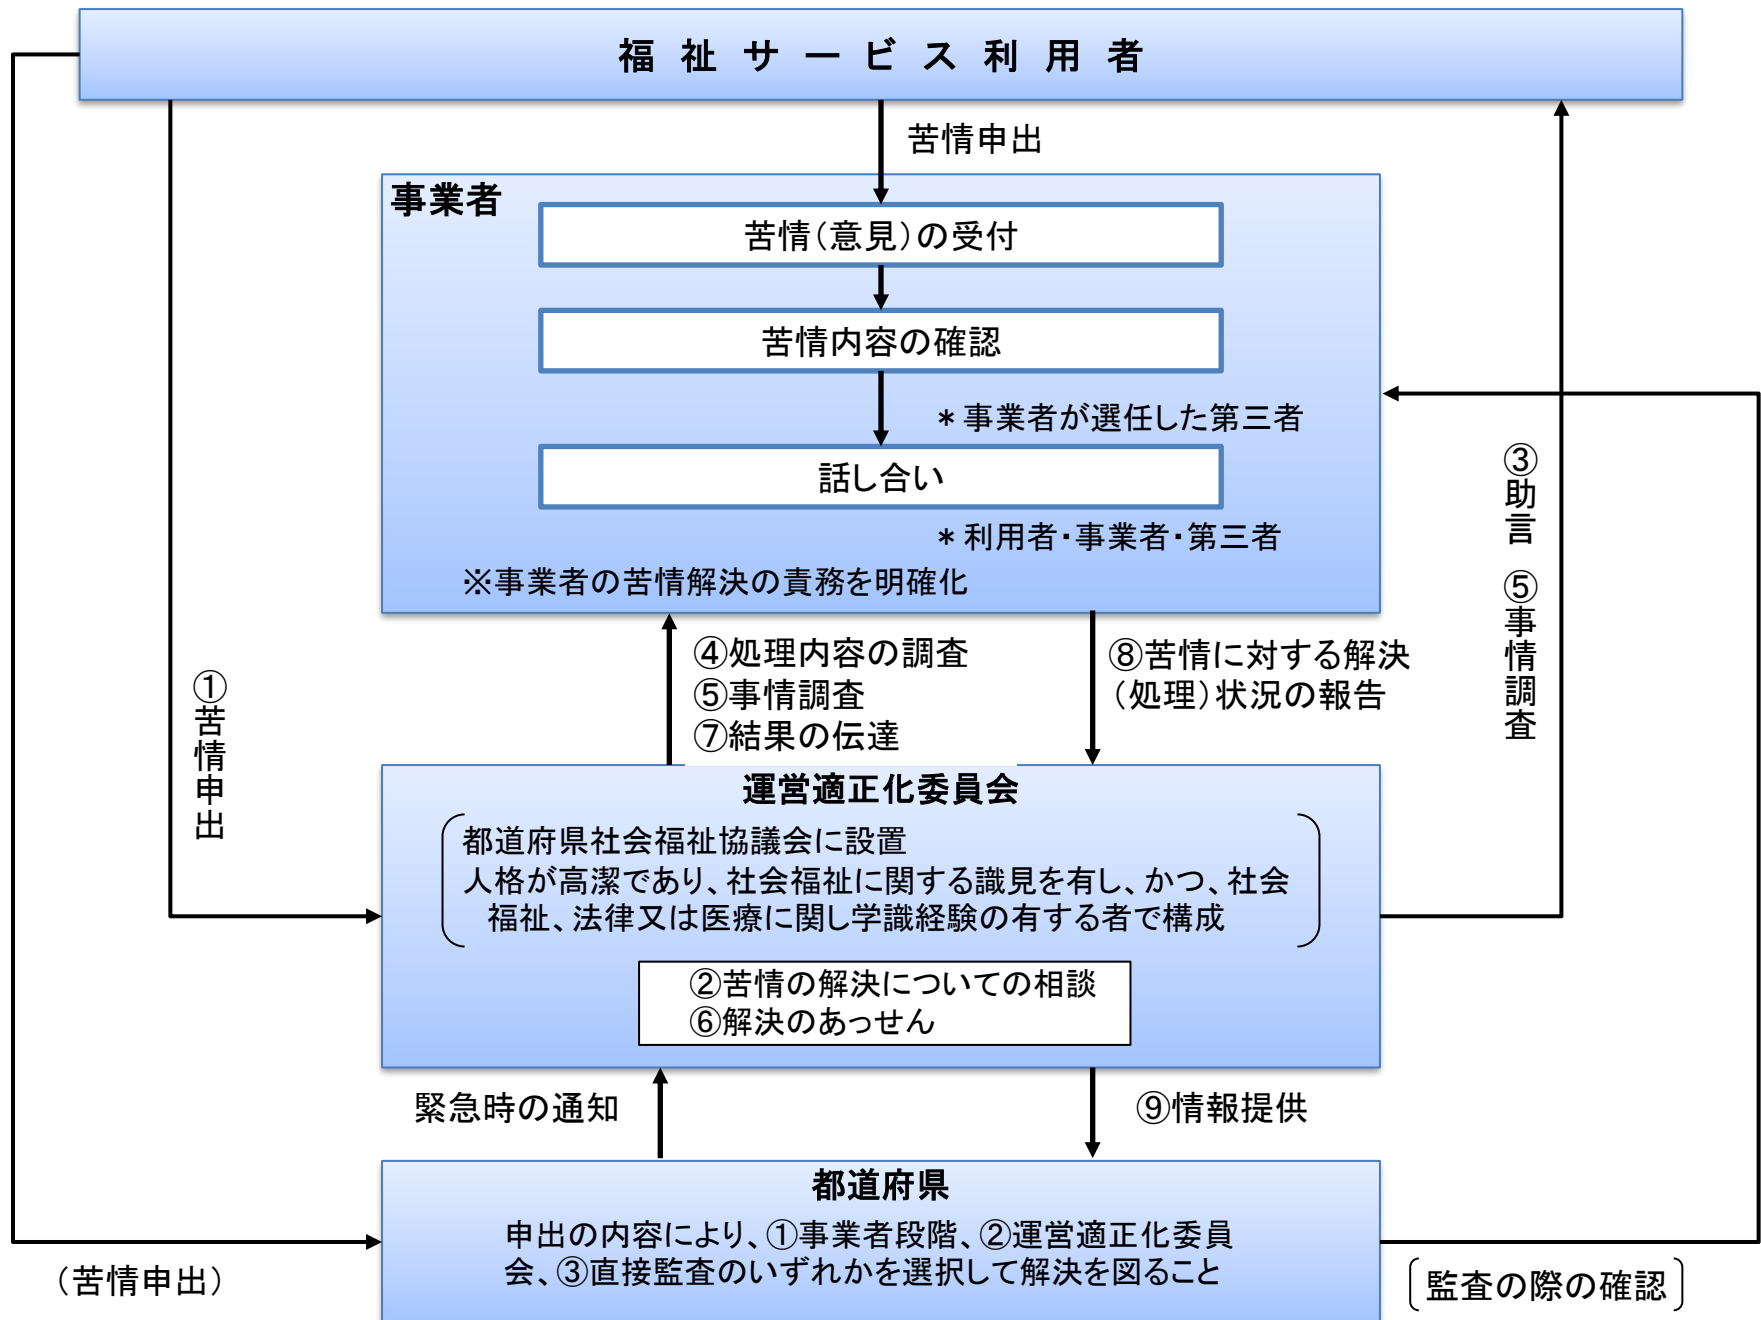 福祉サービス利用者
苦情申出
事業者
苦情（意見）の受付
苦情内容の確認
＊事業者が選任した第三者
話し合い
＊利用者・事業者・第三者
※事業者の苦情解決の責務を明確化
③助言 ⑤事情調査
①苦情申出
④処理内容の調査
⑤事情調査
⑦結果の伝達
⑧苦情に対する解決
（処理）状況の報告
運営適正化委員会
都道府県社会福祉協議会に設置
人格が高潔であり、社会福祉に関する識見を有し、かつ、社会
福祉、法律又は医療に関し学識経験の有する者で構成
②苦情の解決についての相談
⑥解決のあっせん
緊急時の通知
⑨情報提供
都道府県
申出の内容により、①事業者段階、②運営適正化委員
会、③直接監査のいずれかを選択して解決を図ること
（苦情申出）
〔監査の際の確認〕